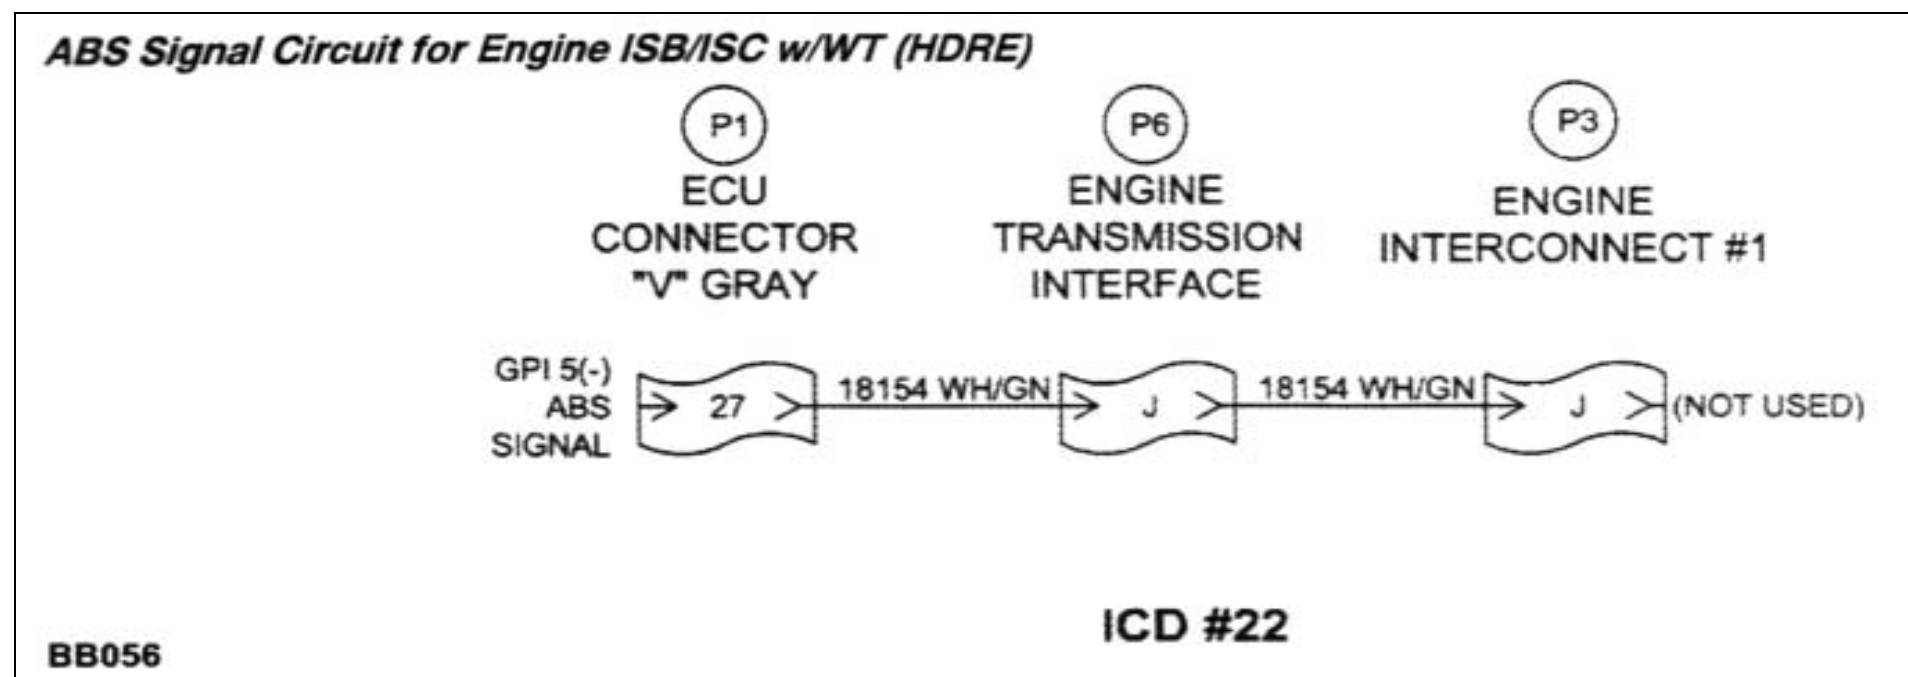 ABS Signal Circuit for Engine ISB/ISC w/WT (HDRE)
P1
ECU
CONNECTOR
"V" GRAY
P6
ENGINE
TRANSMISSION
INTERFACE
P3
ENGINE
INTERCONNECT #1
GPI 5(-)
ABS
SIGNAL
27
18154 WH/GN
J
18154 WH/GN
J
(NOT USED)
ICD #22
BB056